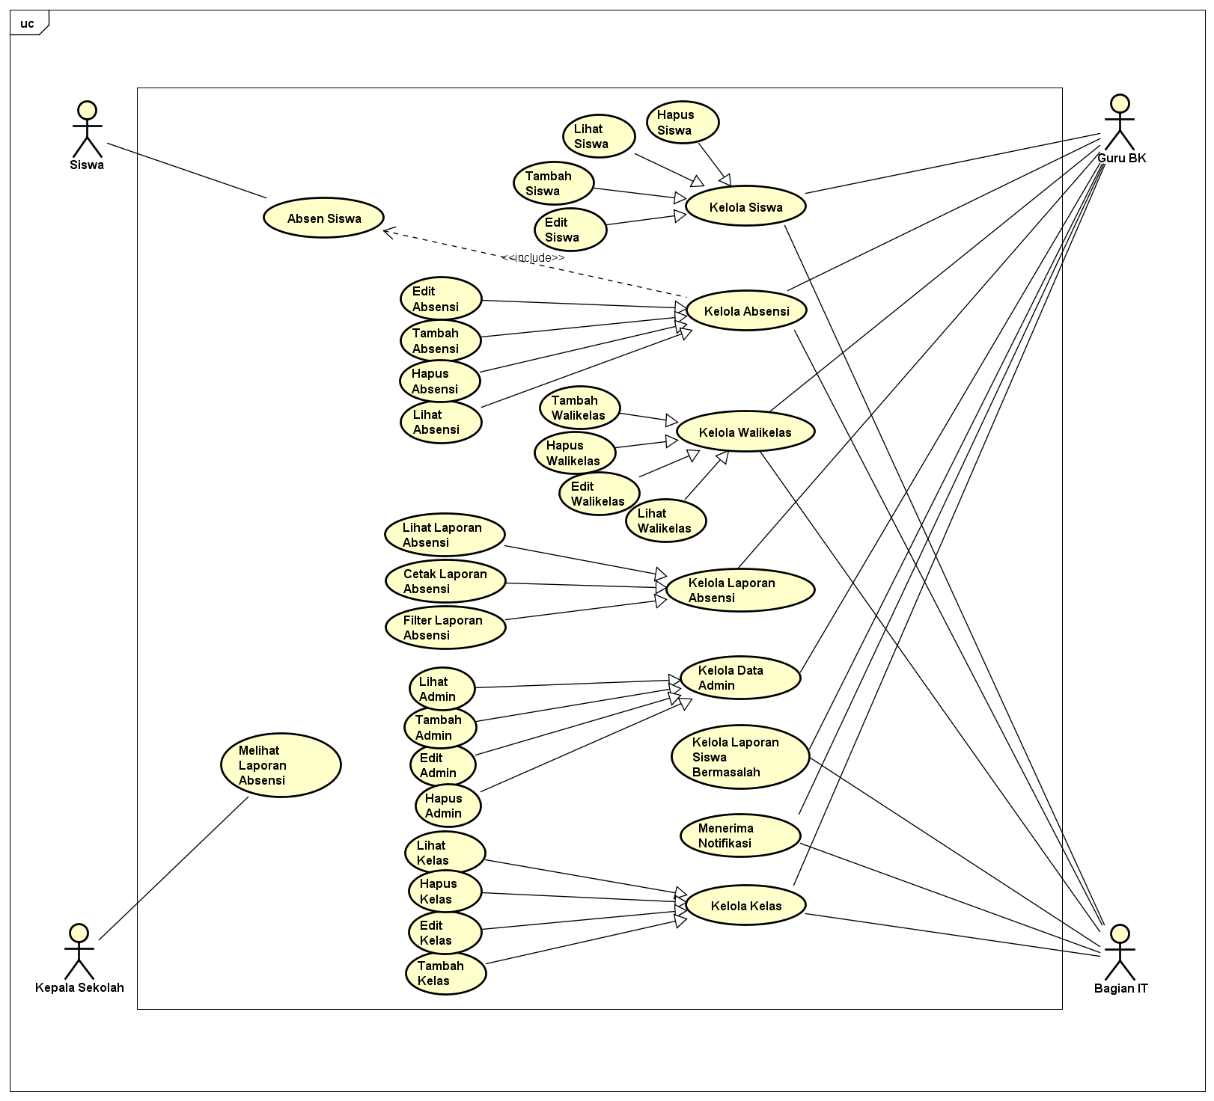 uc
Siswa
Guru BK
Hapus
Siswa
Lihat
Siswa
Tambah
Siswa
Edit
Siswa
Kelola Siswa
Absen Siswa
<<include>>
Edit
Absensi
Tambah
Absensi
Hapus
Absensi
Lihat
Absensi
Kelola Absensi
Tambah
Walikelas
Hapus
Walikelas
Edit
Walikelas
Lihat
Walikelas
Kelola Walikelas
Lihat Laporan
Absensi
Cetak Laporan
Absensi
Filter Laporan
Absensi
Kelola Laporan
Absensi
Lihat
Admin
Tambah
Admin
Edit
Admin
Hapus
Admin
Kelola Data
Admin
Melihat
Laporan
Absensi
Kelola Laporan
Siswa
Bermasalah
Menerima
Notifikasi
Lihat
Kelas
Hapus
Kelas
Edit
Kelas
Tambah
Kelas
Kelola Kelas
Kepala Sekolah
Bagian IT